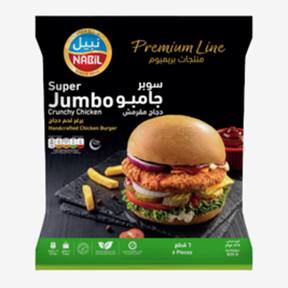 نبيل
NABIL
Premium Line
منتجات بريميوم
Super
Jumbo
Crunchy Chicken
سوبر
جامبو
دجاج مقرمش
برغر لحم دجاج
Handcrafted Chicken Burger
٦ قطع
6 Pieces